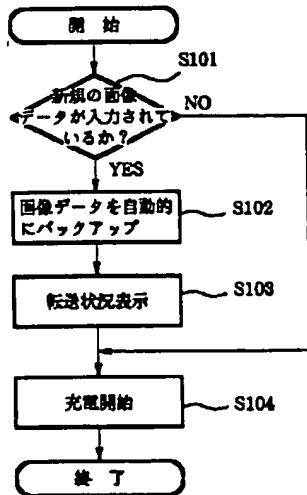 開 始
S101
新規の画像
データが入力されて
いるか？
NO
YES
画像データを自動的
にバックアップ
S102
転送状況表示
S103
充電開始
S104
終 了